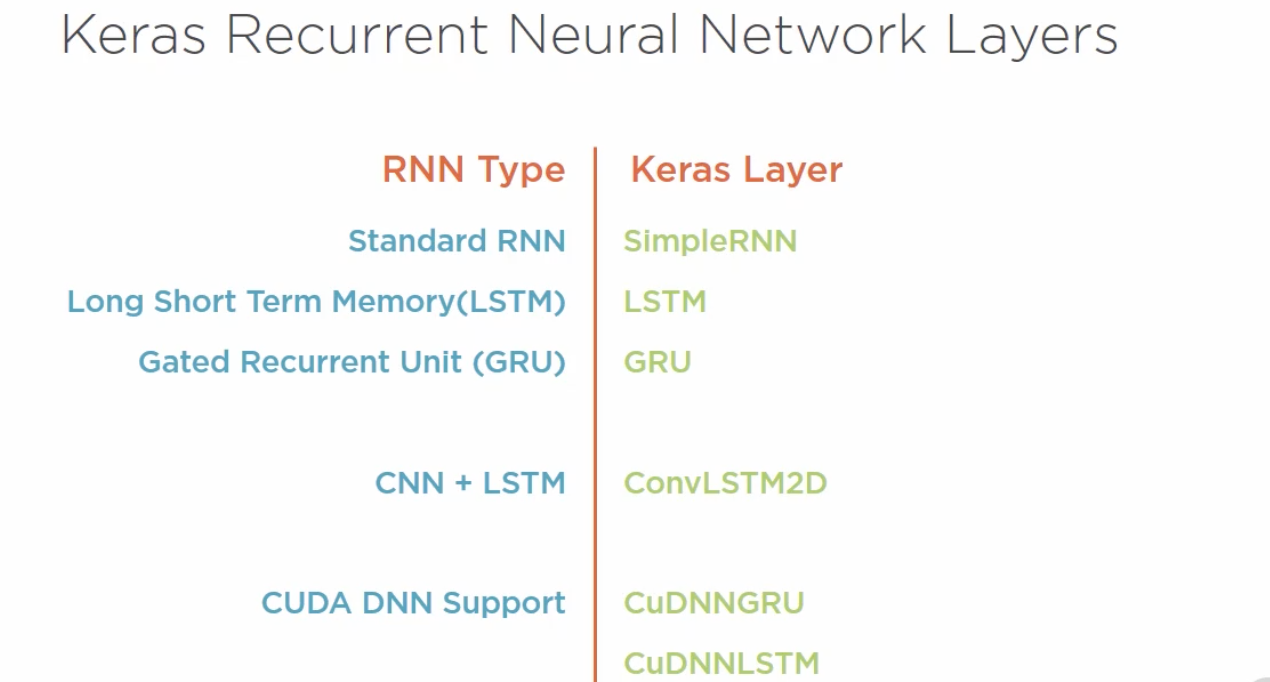 Keras Recurrent Neural Network Layers
RNN Type Keras Layer
Standard RNN SimpleRNN
Long Short Term Memory(LSTM) LSTM
Gated Recurrent Unit (GRU) GRU
CNN + LSTM ConvLSTM2D
CUDA DNN Support CuDNNGRU
CuDNNLSTM